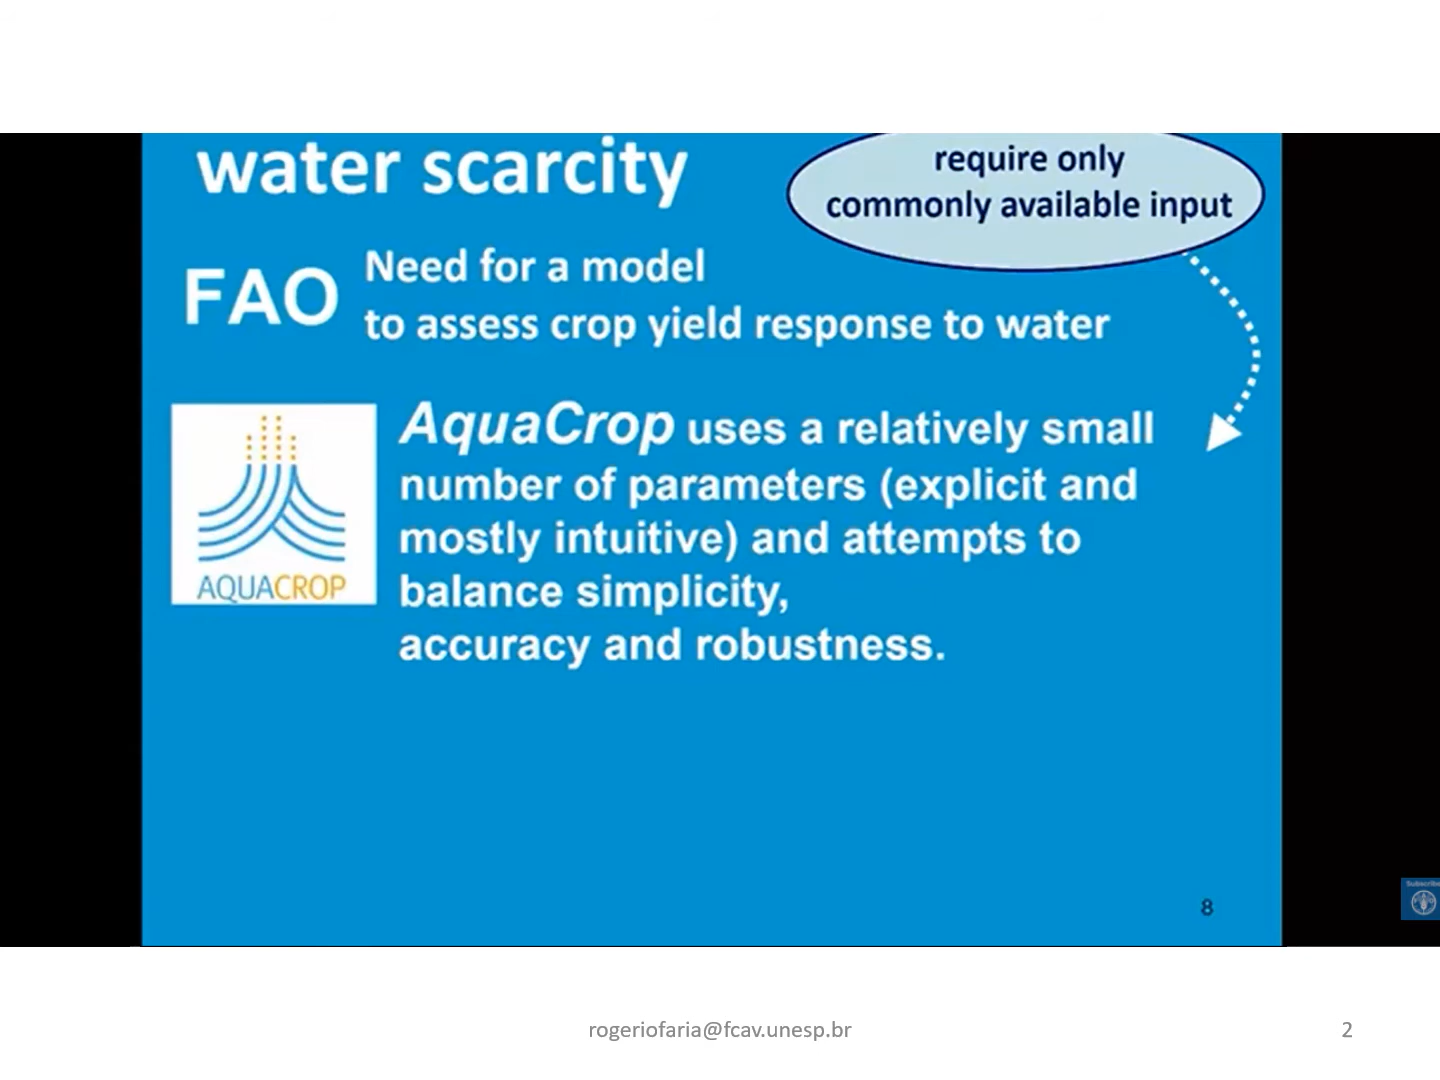 water scarcity
require only
commonly available input
FAO
Need for a model
to assess crop yield response to water
AquaCrop uses a relatively small
number of parameters (explicit and
mostly intuitive) and attempts to
balance simplicity,
accuracy and robustness.
AQUACROP
8
Subscribe
rogeriofaria@fcav.unesp.br
2